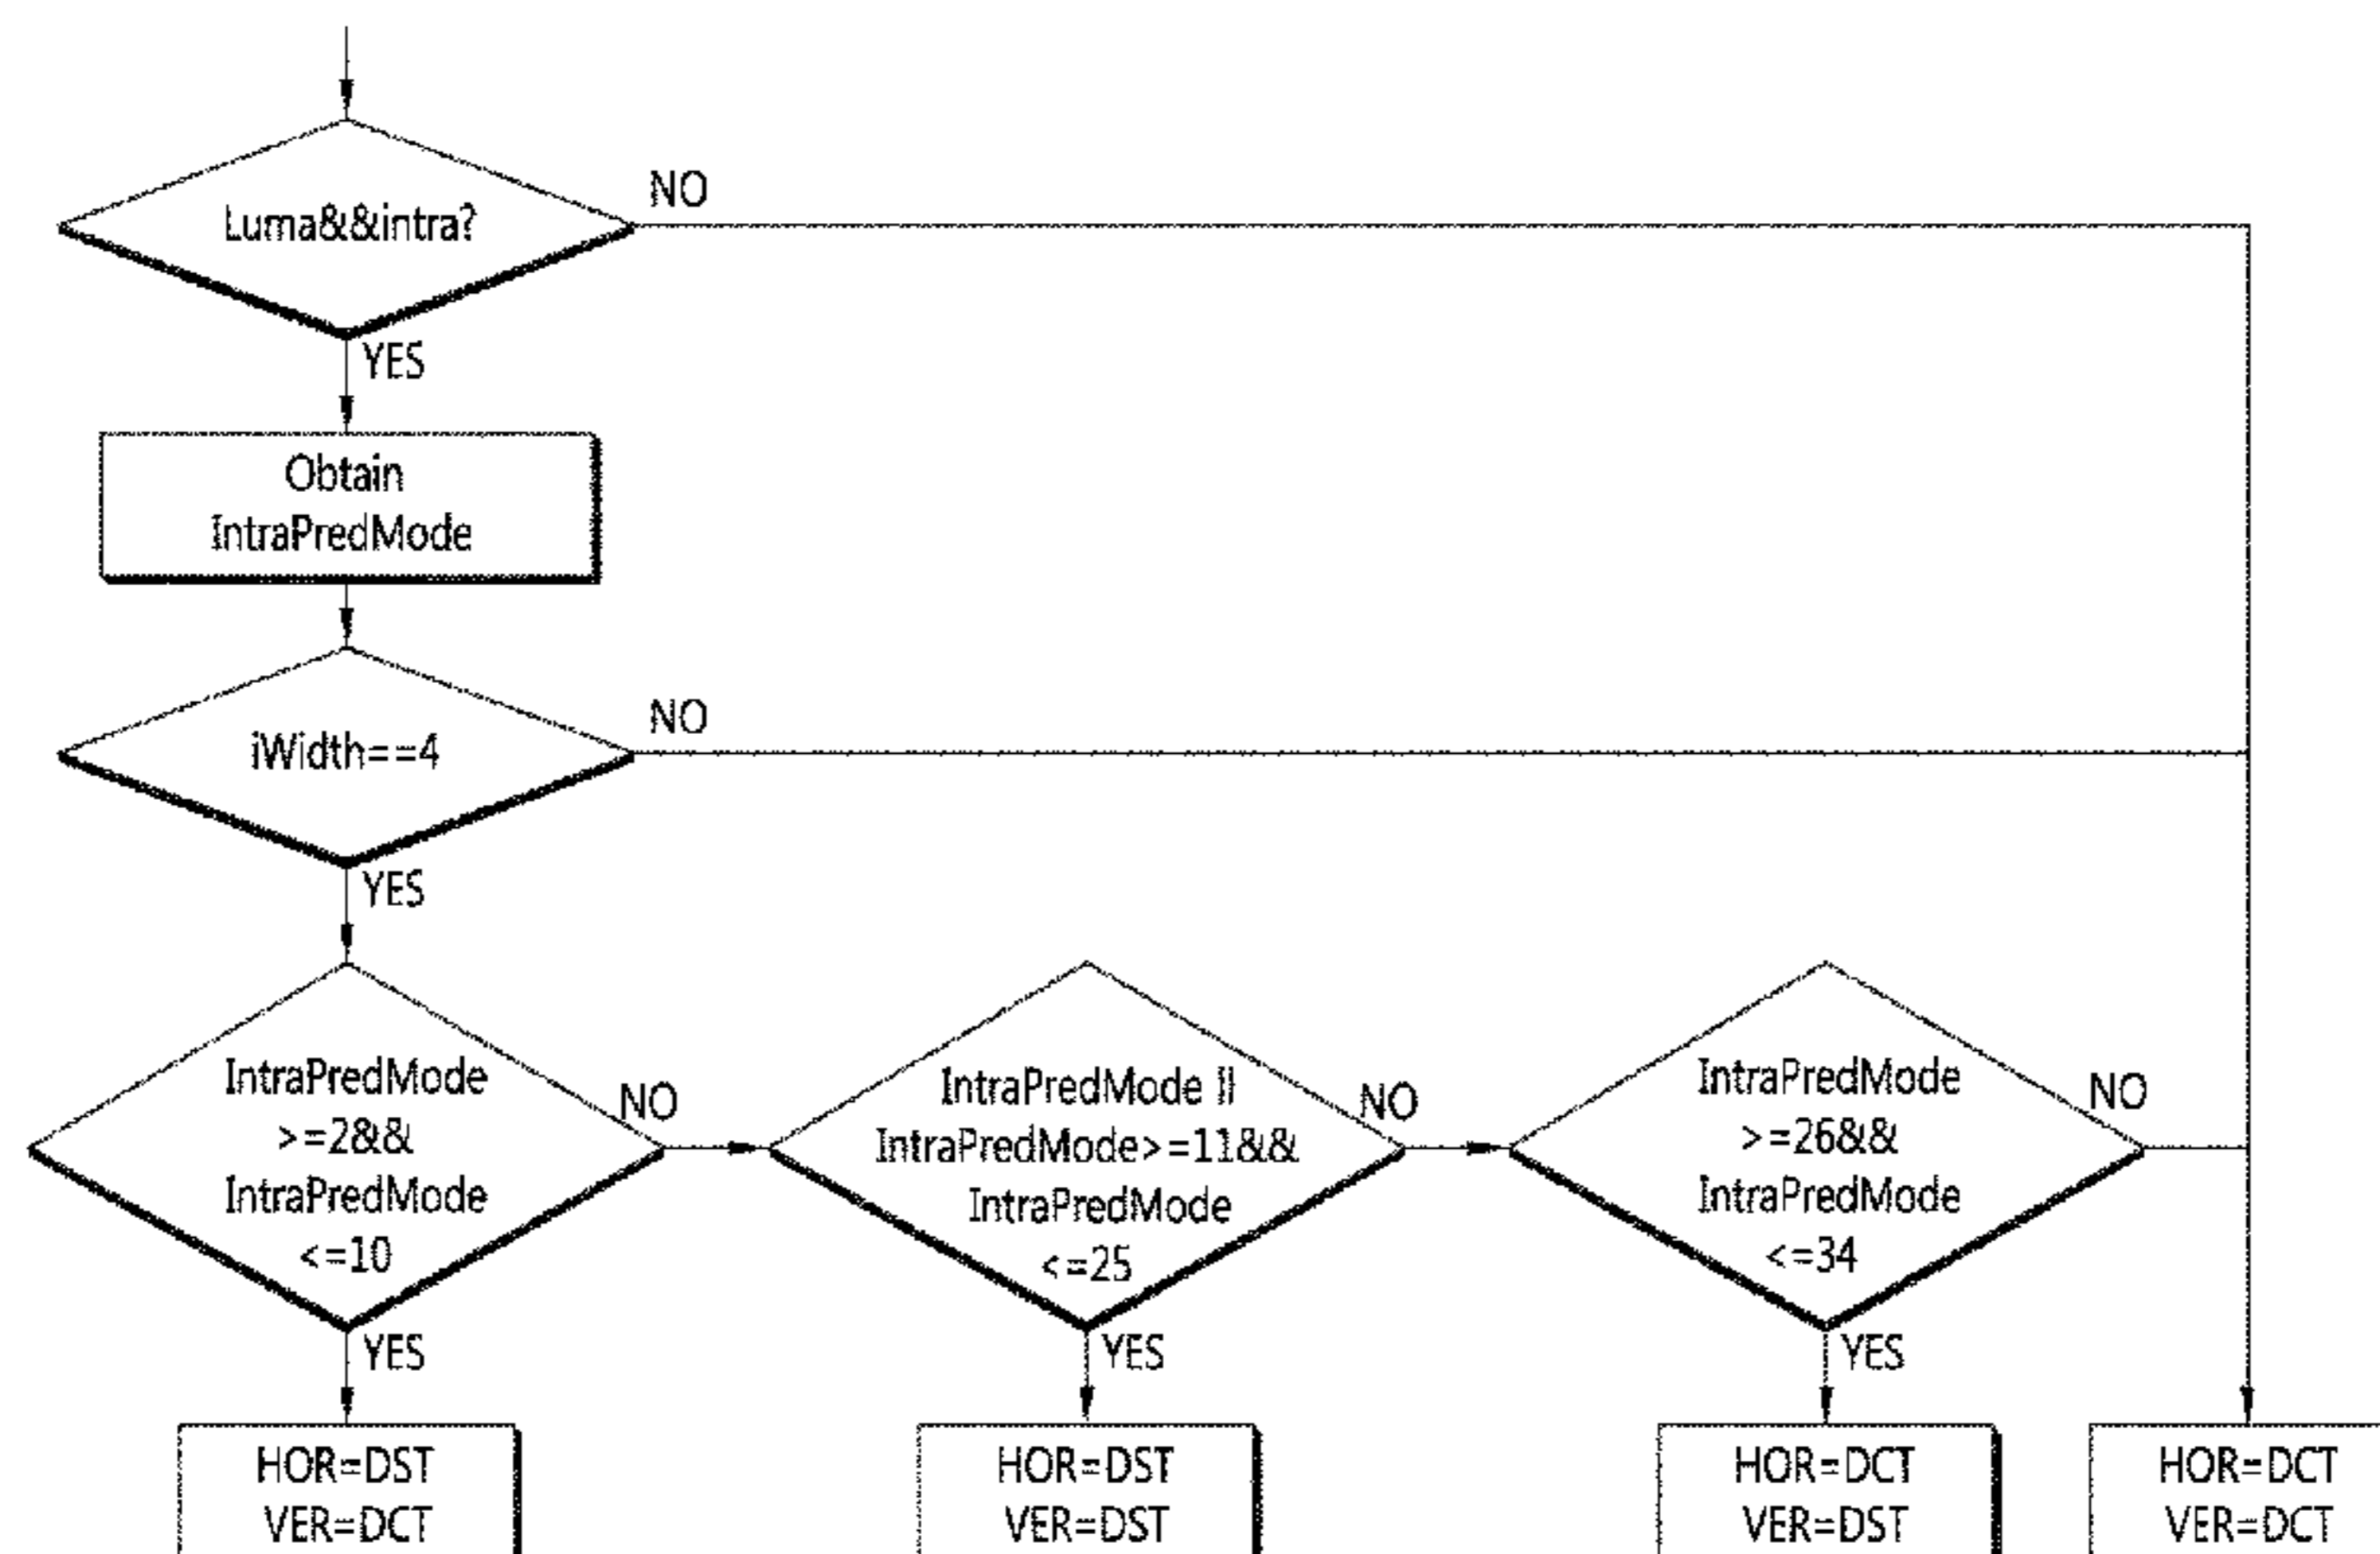 Luma&&intra?
NO
YES
Obtain
IntraPredMode
iWidth==4
NO
YES
IntraPredMode
>=2&&
IntraPredMode
<=10
NO
YES
IntraPredMode ||
IntraPredMode>=11&&
IntraPredMode
<=25
NO
YES
IntraPredMode
>=26&&
IntraPredMode
<=34
NO
YES
HOR=DST
VER=DCT
HOR=DST
VER=DST
HOR=DCT
VER=DST
HOR=DCT
VER=DCT